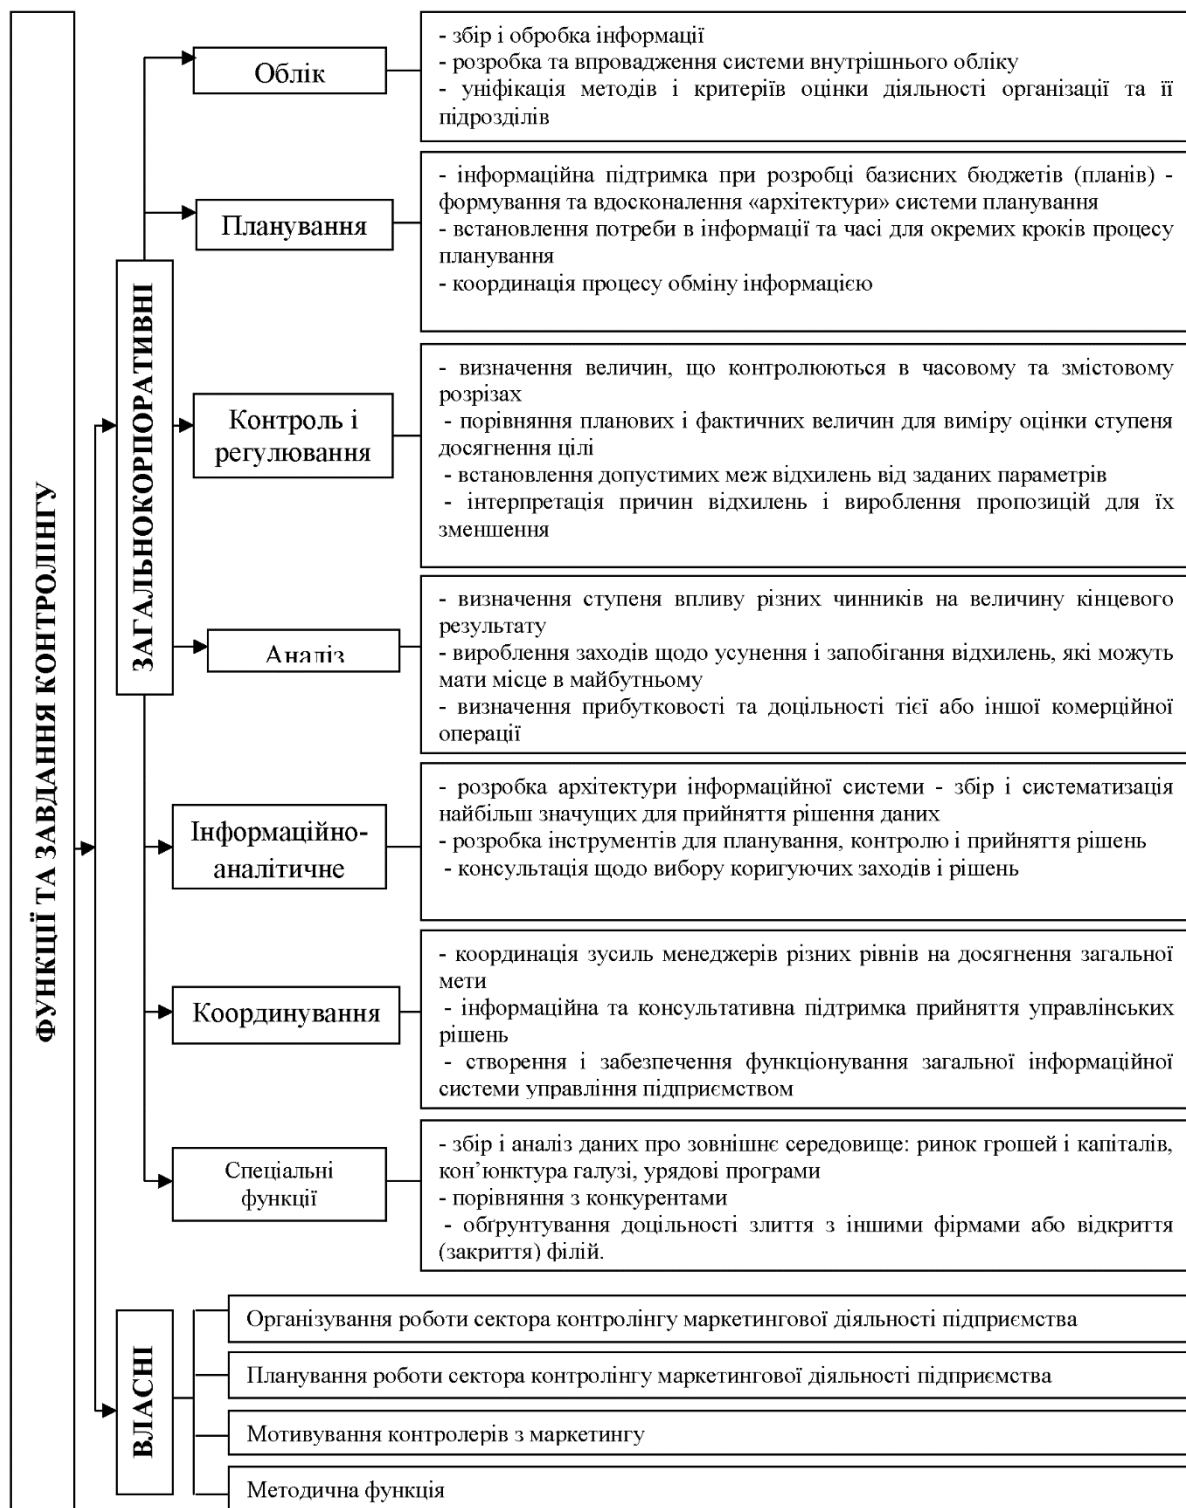 ФУНКЦІЇ ТА ЗАВДАННЯ КОНТРОЛІНГУ
ЗАГАЛЬНОКОРПОРАТИВНІ
Облік
- збір і обробка інформації
- розробка та впровадження системи внутрішнього обліку
- уніфікація методів і критеріїв оцінки діяльності організації та її
підрозділів
Планування
- інформаційна підтримка при розробці базисних бюджетів (планів) -
формування та вдосконалення «архітектури» системи планування
- встановлення потреби в інформації та часі для окремих кроків процесу
планування
- координація процесу обміну інформацією
Контроль і
регулювання
- визначення величин, що контролюються в часовому та змістовому
розрізах
- порівняння планових і фактичних величин для виміру оцінки ступеня
досягнення цілі
- встановлення допустимих меж відхилень від заданих параметрів
- інтерпретація причин відхилень і вироблення пропозицій для їх
зменшення
Аналіз
- визначення ступеня впливу різних чинників на величину кінцевого
результату
- вироблення заходів щодо усунення і запобігання відхилень, які можуть
мати місце в майбутньому
- визначення прибутковості та доцільності тієї або іншої комерційної
операції
Інформаційно-
аналітичне
- розробка архітектури інформаційної системи - збір і систематизація
найбільш значущих для прийняття рішення даних
- розробка інструментів для планування, контролю і прийняття рішень
- консультація щодо вибору коригуючих заходів і рішень
Координування
- координація зусиль менеджерів різних рівнів на досягнення загальної
мети
- інформаційна та консультативна підтримка прийняття управлінських
рішень
- створення і забезпечення функціонування загальної інформаційної
системи управління підприємством
Спеціальні
функції
- збір і аналіз даних про зовнішнє середовище: ринок грошей і капіталів,
кон’юнктура галузі, урядові програми
- порівняння з конкурентами
- обґрунтування доцільності злиття з іншими фірмами або відкриття
(закриття) філій.
ВЛАСНІ
Організування роботи сектора контролінгу маркетингової діяльності підприємства
Планування роботи сектора контролінгу маркетингової діяльності підприємства
Мотивування контролерів з маркетингу
Методична функція